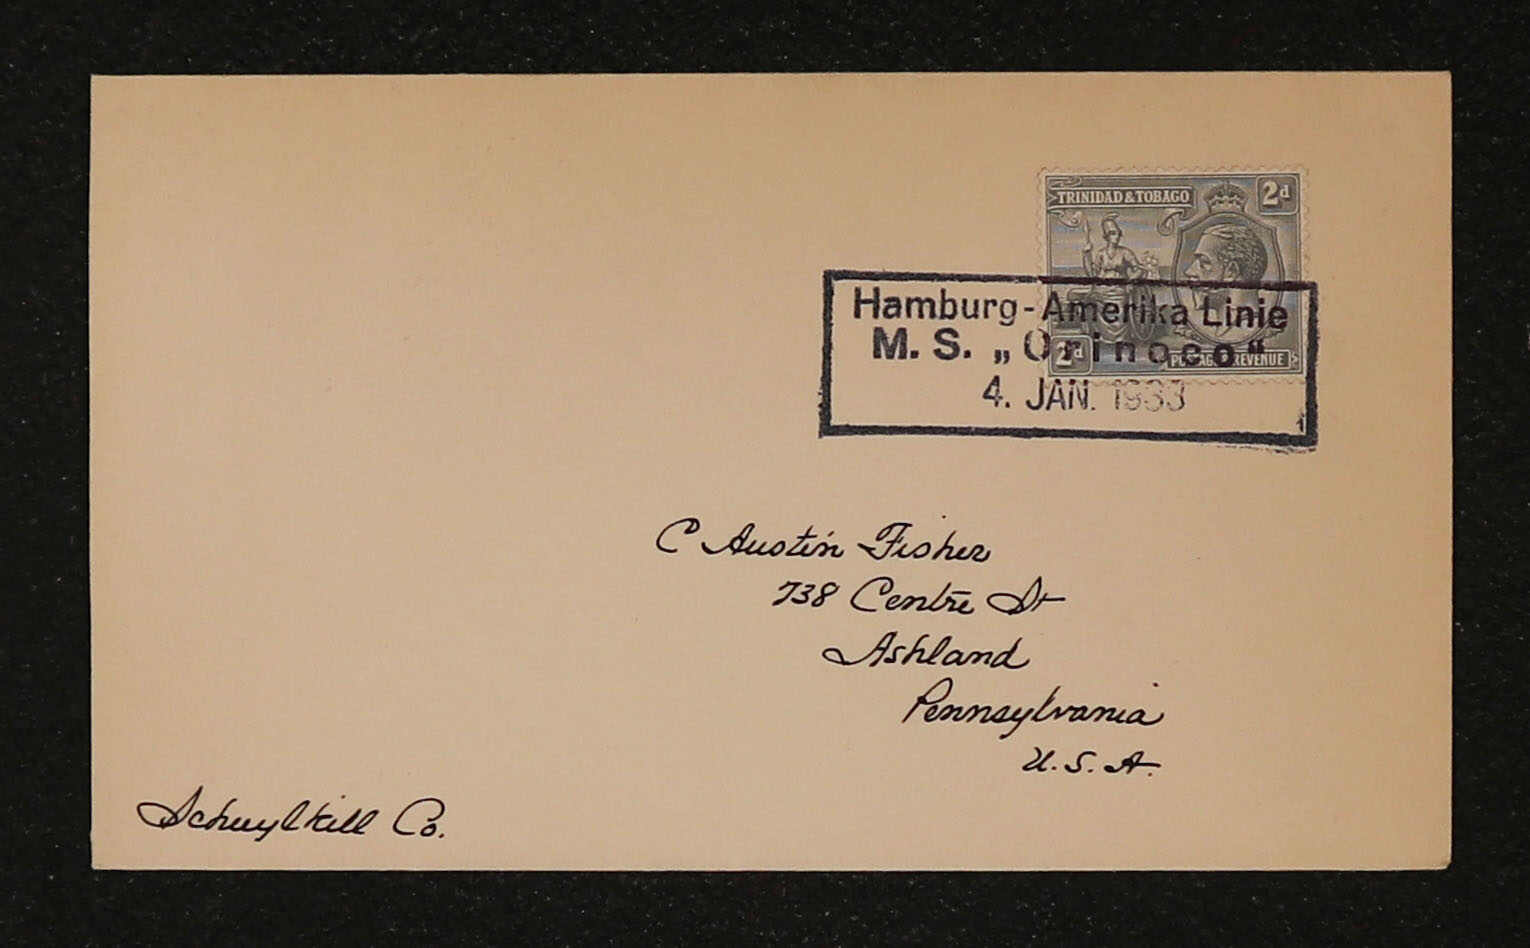 TRINIDAD & TOBAGO
2d
Hamburg-Amerika Linie
M. S. „Orinoco"
4. JAN. 1933
2d
POSTAGE & REVENUE
C Austin Fisher
738 Centre St
Ashland
Pennsylvania
U.S.A.
Schuylkill Co.